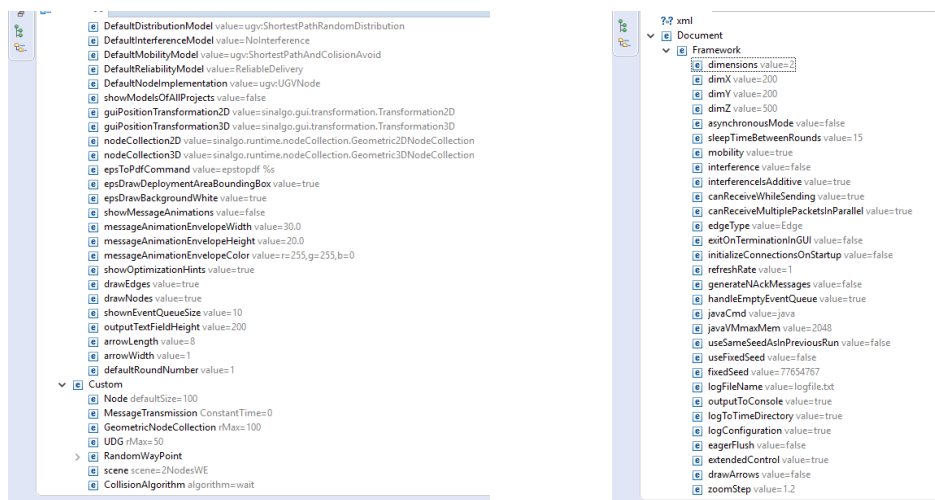 DefaultDistributionModel value=ugv:ShortestPathRandomDistribution
DefaultInterferenceModel value=NoInterference
DefaultMobilityModel value=ugv:ShortestPathAndCollisionAvoid
DefaultReliabilityModel value=ReliableDelivery
DefaultNodeImplementation value=ugv:UGVNode
showModelsOfAllProjects value=false
guiPositionTransformation2D value=sinalgo.gui.transformation.Transformation2D
guiPositionTransformation3D value=sinalgo.gui.transformation.Transformation3D
nodeCollection2D value=sinalgo.runtime.nodeCollection.Geometric2DNodeCollection
nodeCollection3D value=sinalgo.runtime.nodeCollection.Geometric3DNodeCollection
epsToPdfCommand value=epstopdf %s
epsDrawDeploymentAreaBoundingBox value=true
epsDrawBackgroundWhite value=true
showMessageAnimations value=false
messageAnimationEnvelopeWidth value=30.0
messageAnimationEnvelopeHeight value=20.0
messageAnimationEnvelopeColor value=r=255,g=255,b=0
showOptimizationHints value=true
drawEdges value=true
drawNodes value=true
shownEventQueueSize value=10
outputTextFieldHeight value=200
arrowLength value=8
arrowWidth value=1
defaultRoundNumber value=1
Custom
Node defaultSize=100
MessageTransmission ConstantTime=0
GeometricNodeCollection rMax=100
UDG rMax=50
RandomWayPoint
scene scene=2NodesWE
CollisionAlgorithm algorithm=wait
?-? xml
Document
Framework
dimensions value=2
dimX value=200
dimY value=200
dimZ value=500
asynchronousMode value=false
sleepTimeBetweenRounds value=15
mobility value=true
interference value=false
interferenceIsAdditive value=true
canReceiveWhileSending value=true
canReceiveMultiplePacketsInParallel value=true
edgeType value=Edge
exitOnTerminationInGUI value=false
initializeConnectionsOnStartup value=false
refreshRate value=1
generateNAckMessages value=false
handleEmptyEventQueue value=true
javaCmd value=java
javaVMmaxMem value=2048
useSameSeedAsInPreviousRun value=false
useFixedSeed value=false
fixedSeed value=77654767
logFileName value=logfile.txt
outputToConsole value=true
logToTimeDirectory value=true
logConfiguration value=true
eagerFlush value=false
extendedControl value=true
drawArrows value=false
zoomStep value=1.2